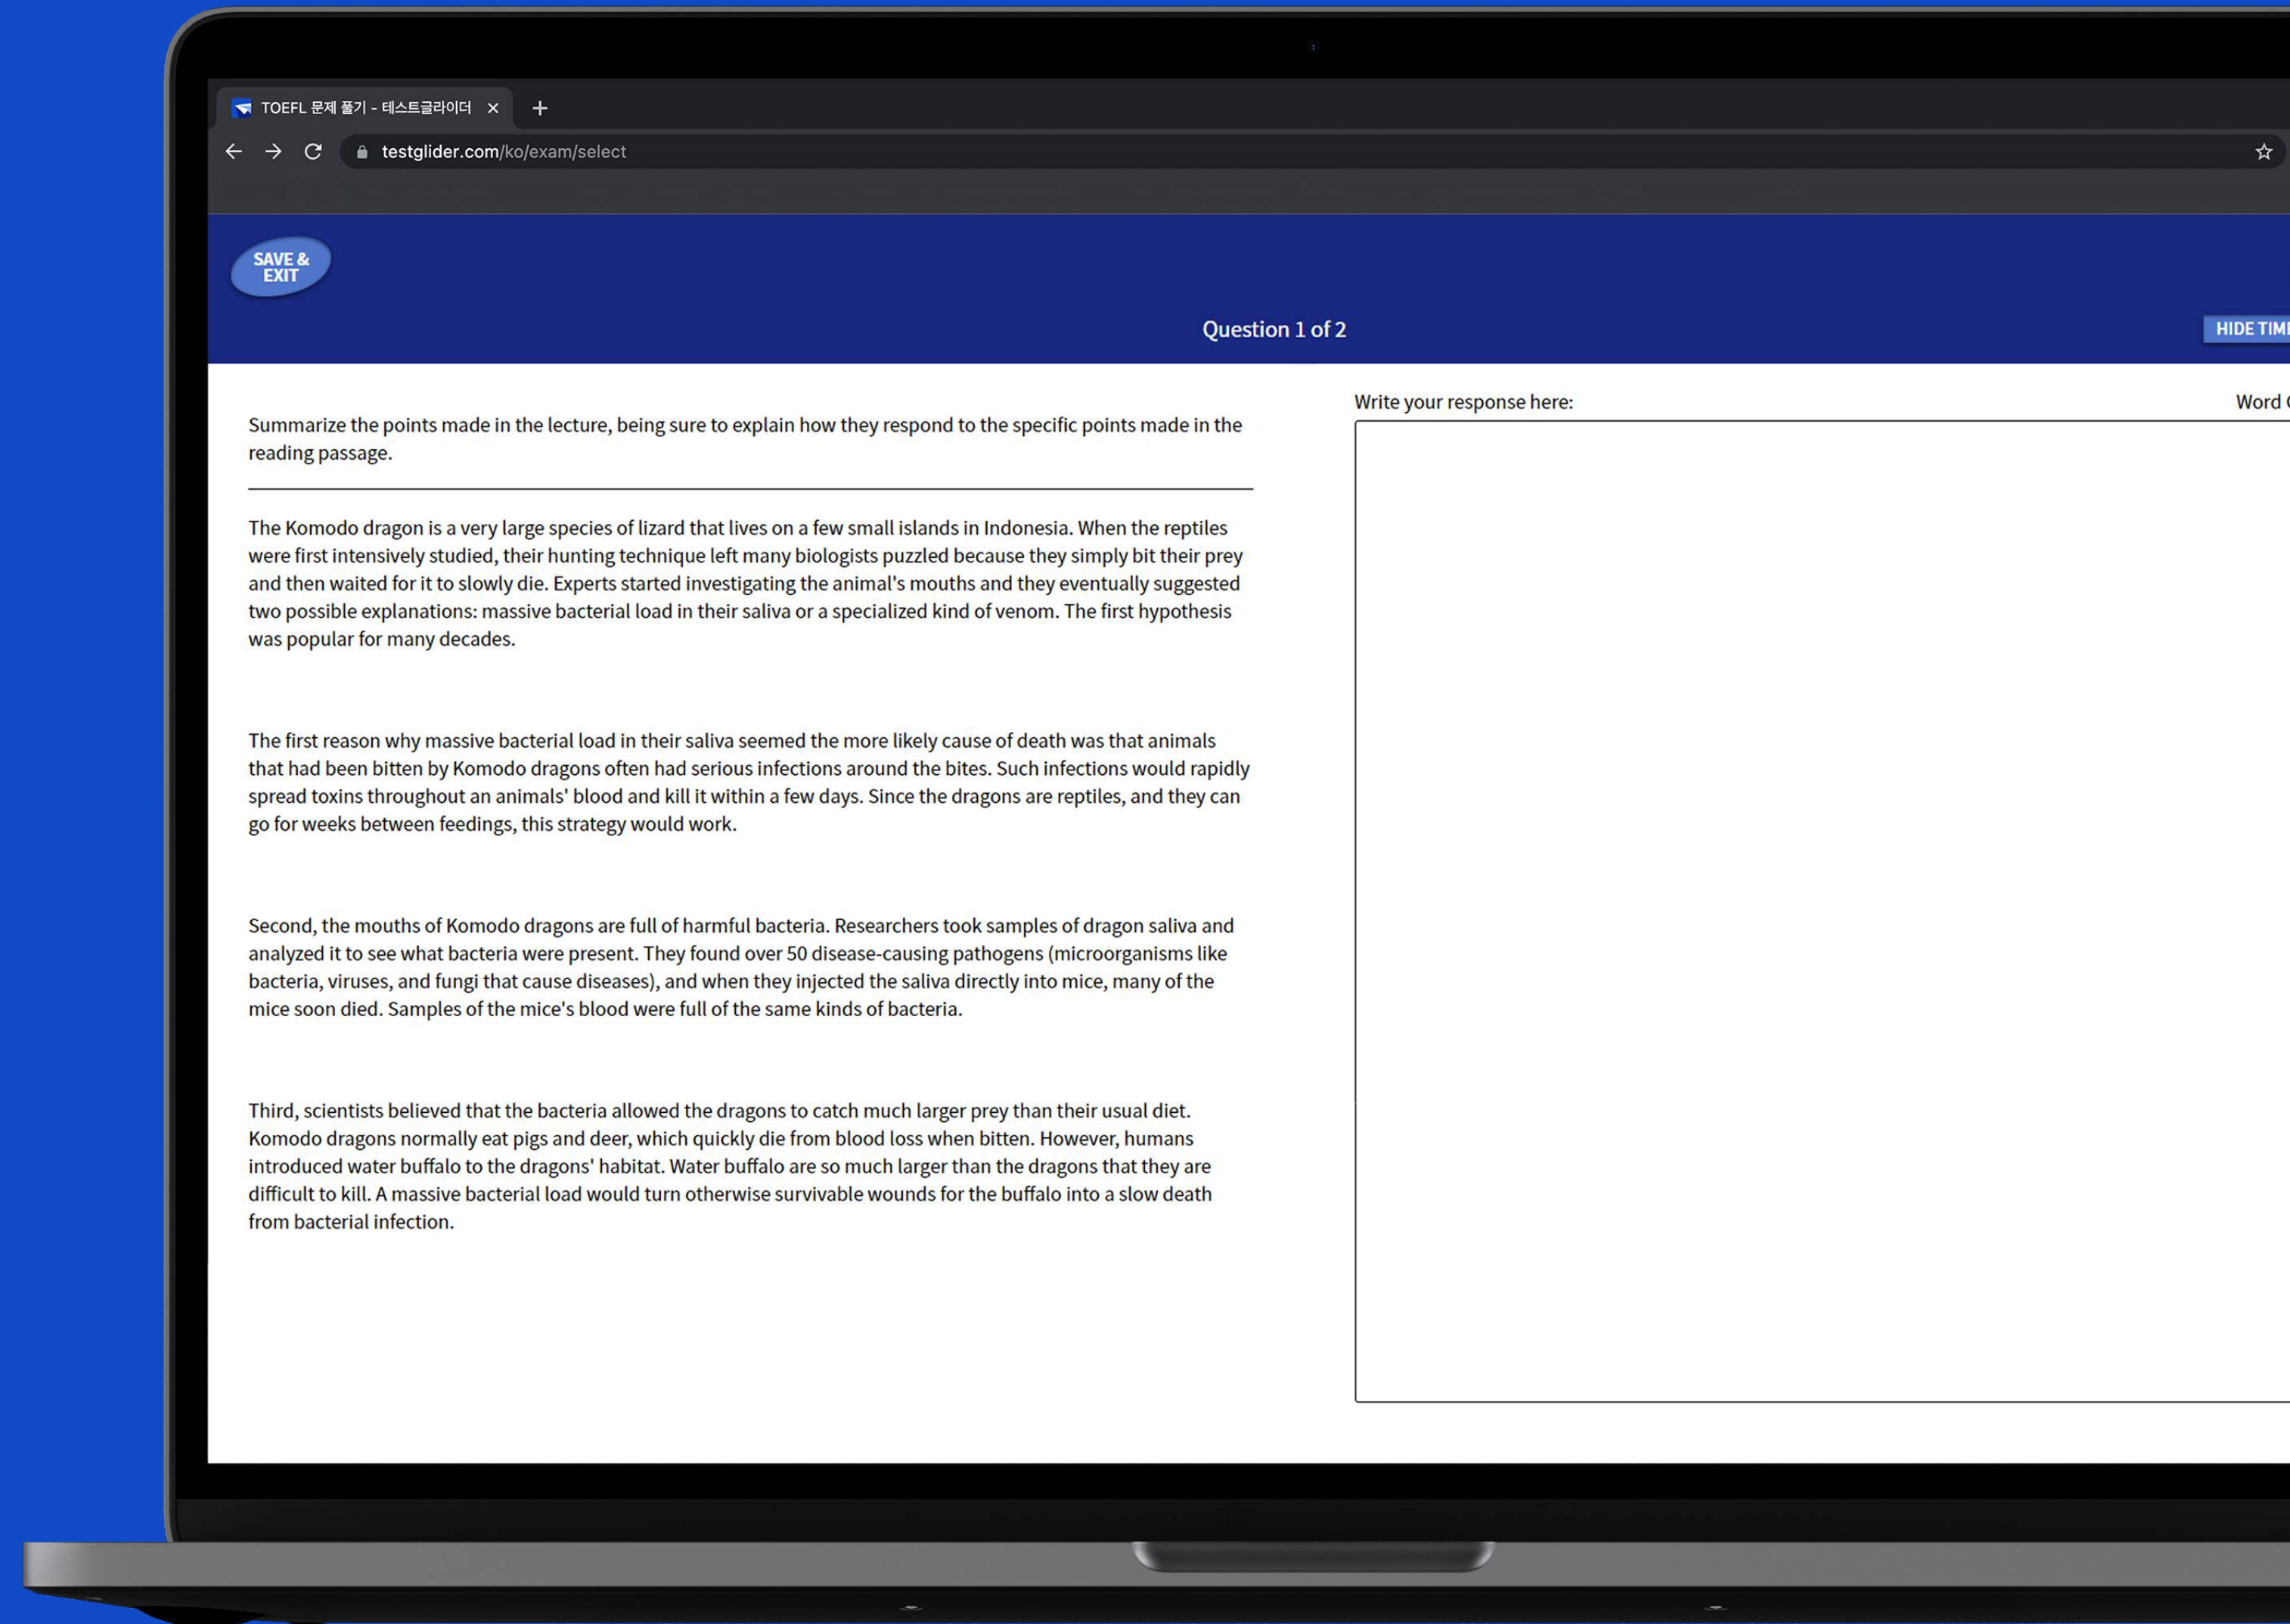 TOEFL 문제 풀기 - 테스트글라이더
testglider.com/ko/exam/select
SAVE &
EXIT
Question 1 of 2
HIDE TIM
Summarize the points made in the lecture, being sure to explain how they respond to the specific points made in the
reading passage.
The Komodo dragon is a very large species of lizard that lives on a few small islands in Indonesia. When the reptiles
were first intensively studied, their hunting technique left many biologists puzzled because they simply bit their prey
and then waited for it to slowly die. Experts started investigating the animal's mouths and they eventually suggested
two possible explanations: massive bacterial load in their saliva or a specialized kind of venom. The first hypothesis
was popular for many decades.
The first reason why massive bacterial load in their saliva seemed the more likely cause of death was that animals
that had been bitten by Komodo dragons often had serious infections around the bites. Such infections would rapidly
spread toxins throughout an animals' blood and kill it within a few days. Since the dragons are reptiles, and they can
go for weeks between feedings, this strategy would work.
Second, the mouths of Komodo dragons are full of harmful bacteria. Researchers took samples of dragon saliva and
analyzed it to see what bacteria were present. They found over 50 disease-causing pathogens (microorganisms like
bacteria, viruses, and fungi that cause diseases), and when they injected the saliva directly into mice, many of the
mice soon died. Samples of the mice's blood were full of the same kinds of bacteria.
Third, scientists believed that the bacteria allowed the dragons to catch much larger prey than their usual diet.
Komodo dragons normally eat pigs and deer, which quickly die from blood loss when bitten. However, humans
introduced water buffalo to the dragons' habitat. Water buffalo are so much larger than the dragons that they are
difficult to kill. A massive bacterial load would turn otherwise survivable wounds for the buffalo into a slow death
from bacterial infection.
Write your response here:
Word